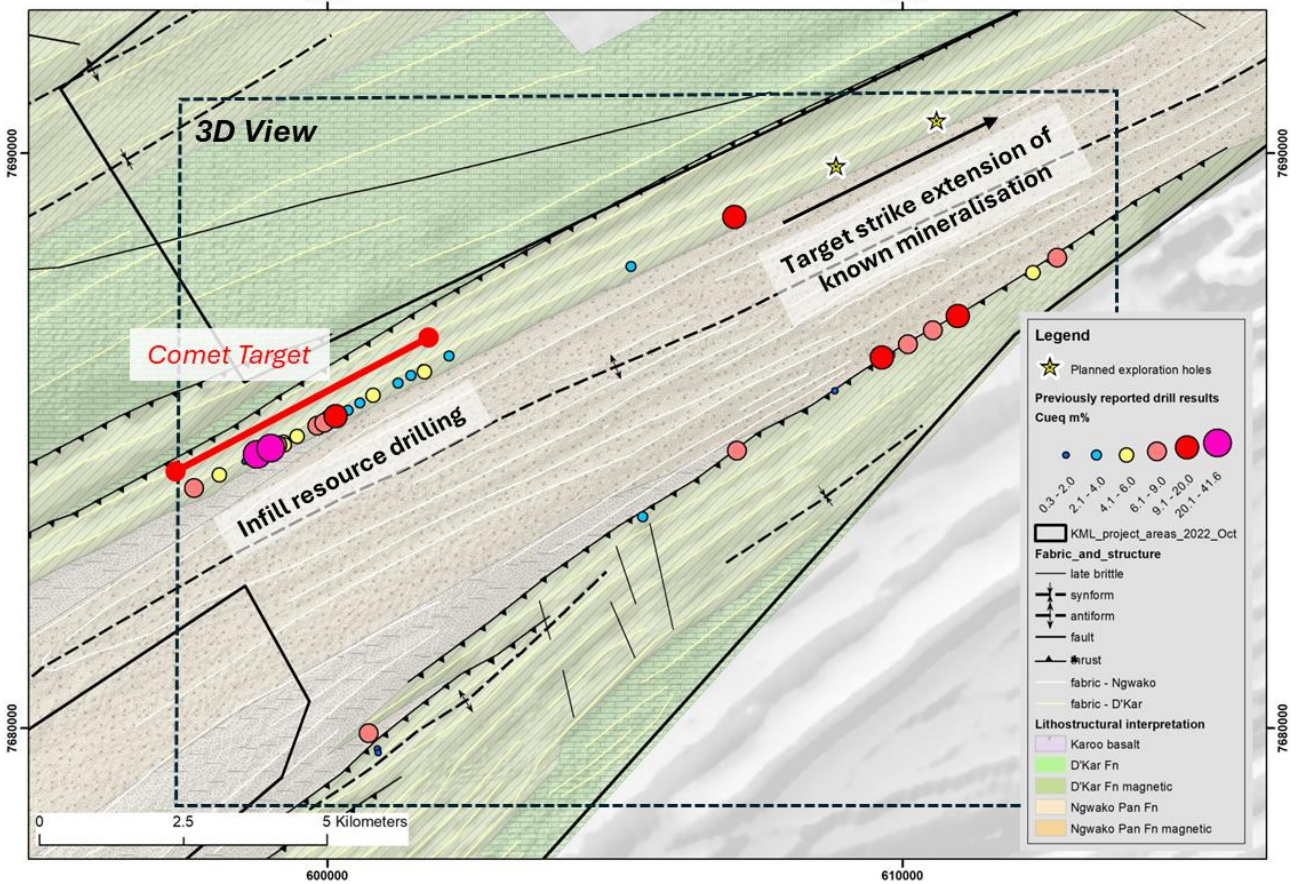 3D View
7690000
7690000
Target strike extension of
known mineralisation
Comet Target
Infill resource drilling
7680000
Legend
Planned exploration holes
Previously reported drill results
Cueq m%
0.3 - 2.0
2.1 - 4.0
4.1 - 6.0
6.1 - 9.0
9.1 - 20.0
20.1 - 41.6
KML_project_areas_2022_Oct
Fabric_and_structure
late brittle
synform
antiform
fault
thrust
fabric - Ngwako
fabric - D'Kar
Lithostructural interpretation
Karoo basalt
D'Kar Fn
D'Kar Fn magnetic
Ngwako Pan Fn
Ngwako Pan Fn magnetic
7680000
0 2.5 5 Kilometers
600000
610000